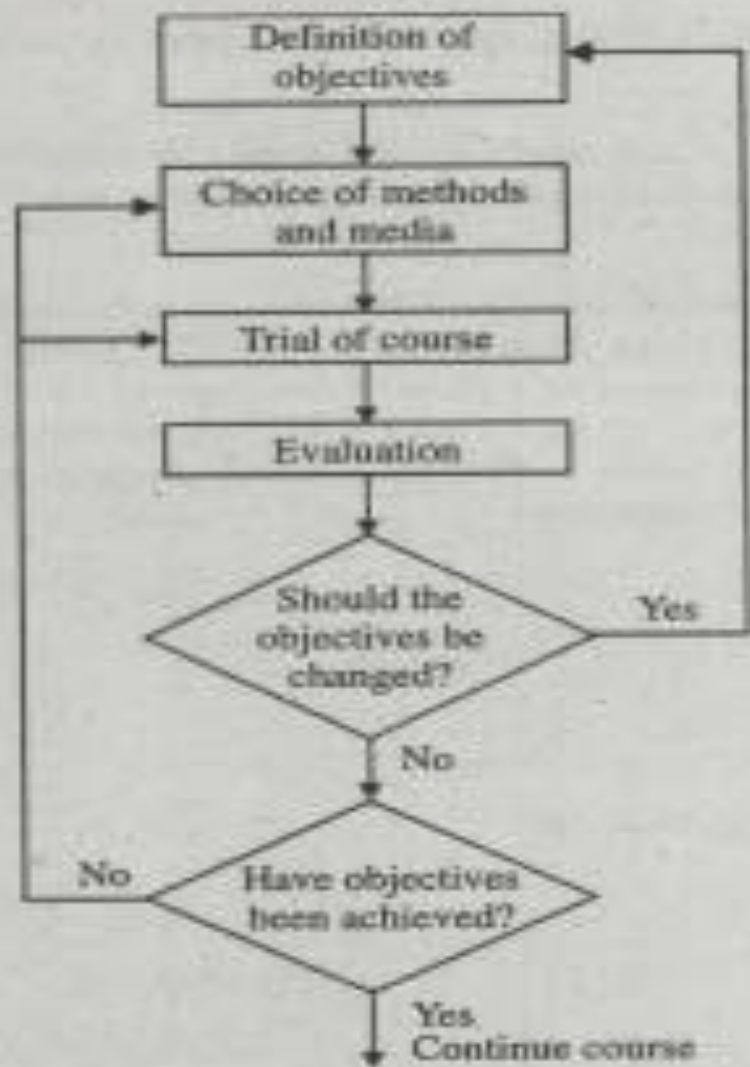 Definition of
objectives
Choice of methods
and media
Trial of course
Evaluation
Should the
objectives be
changed?
Yes
No
Have objectives
been achieved?
No
Yes
Continue course